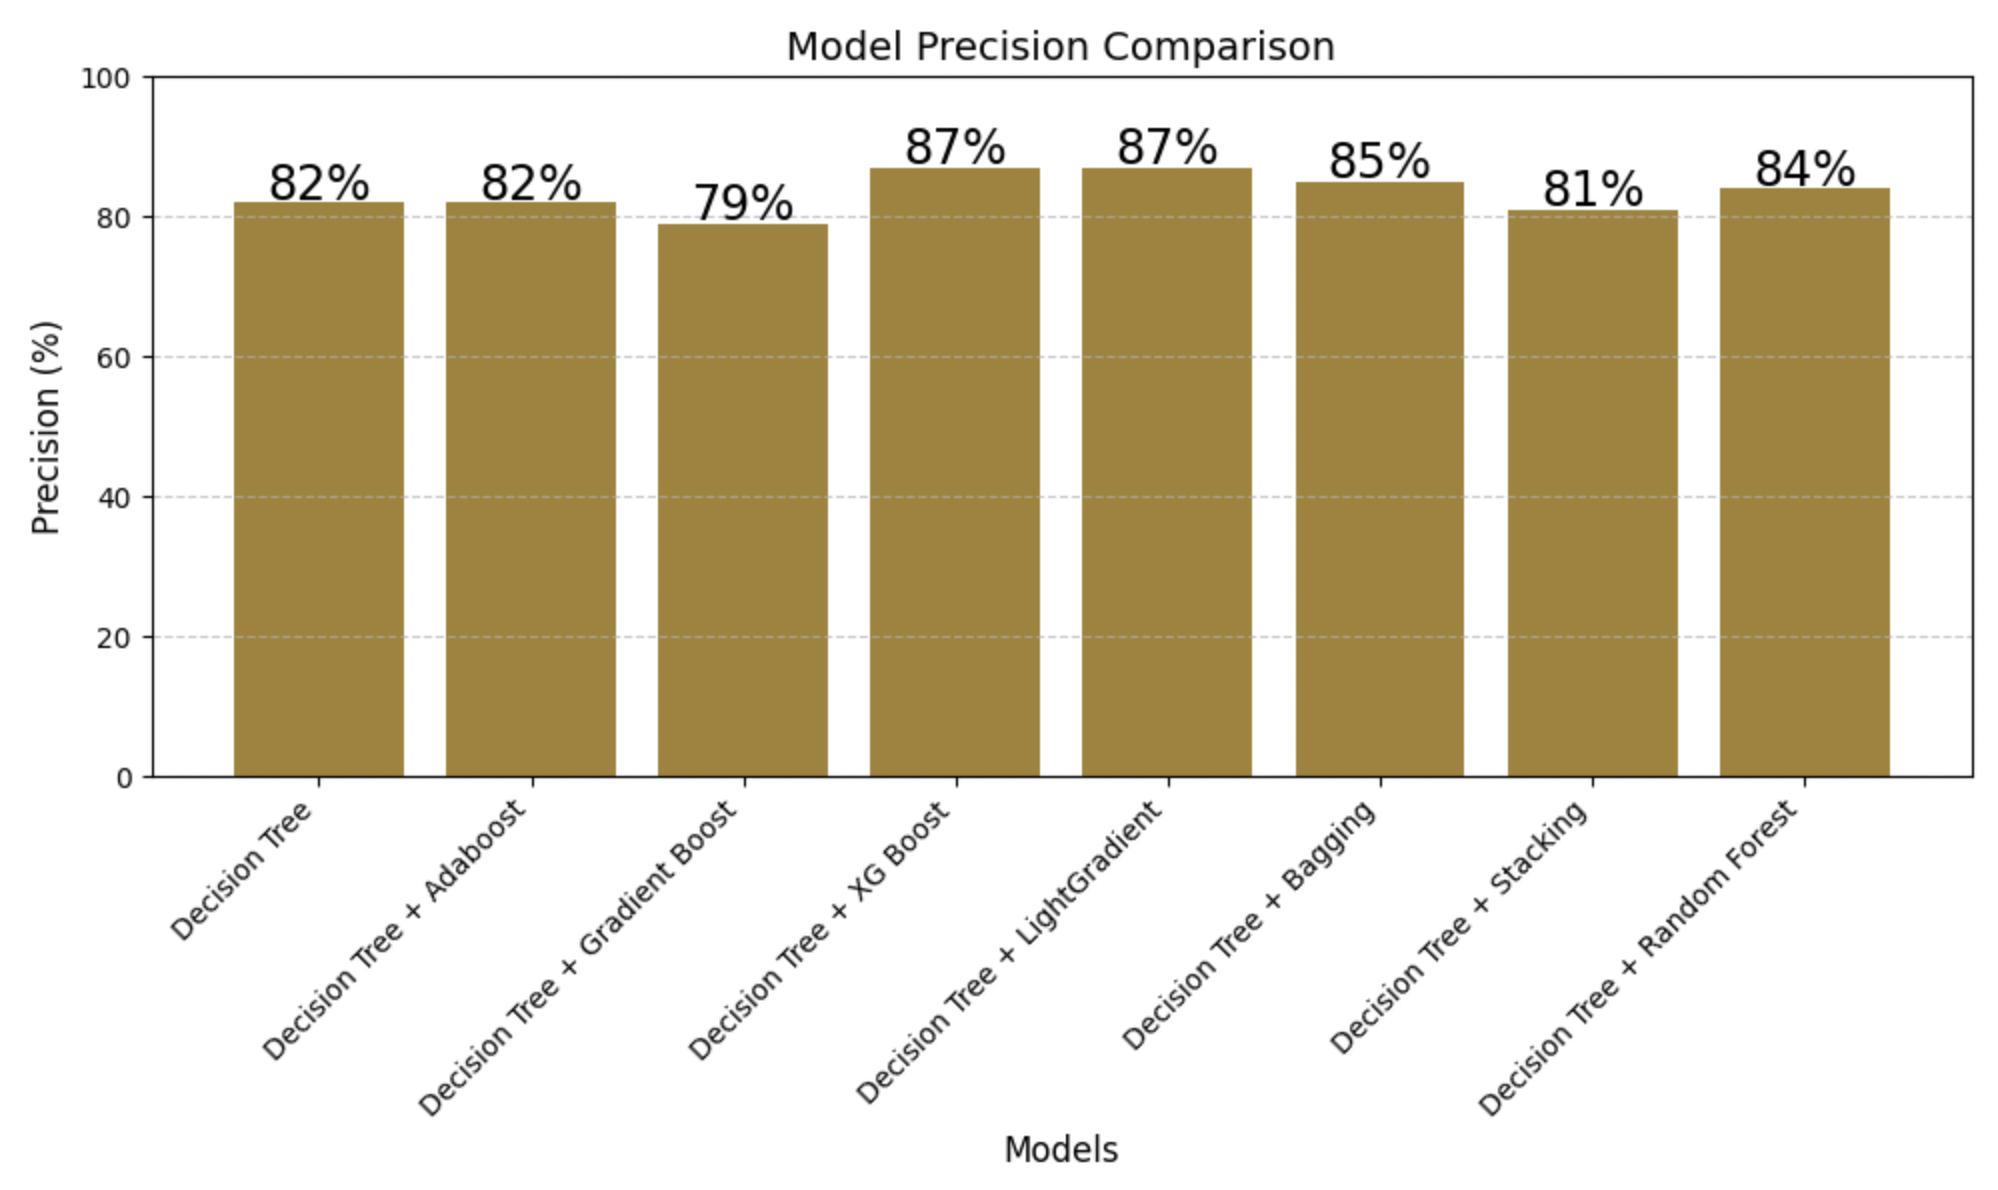 Model Precision Comparison
100
80
60
40
20
0
Precision (%)
82%
82%
79%
87%
87%
85%
81%
84%
Decision Tree
Decision Tree + Adaboost
Decision Tree + Gradient Boost
Decision Tree + XG Boost
Decision Tree + LightGradient
Decision Tree + Bagging
Decision Tree + Stacking
Decision Tree + Random Forest
Models